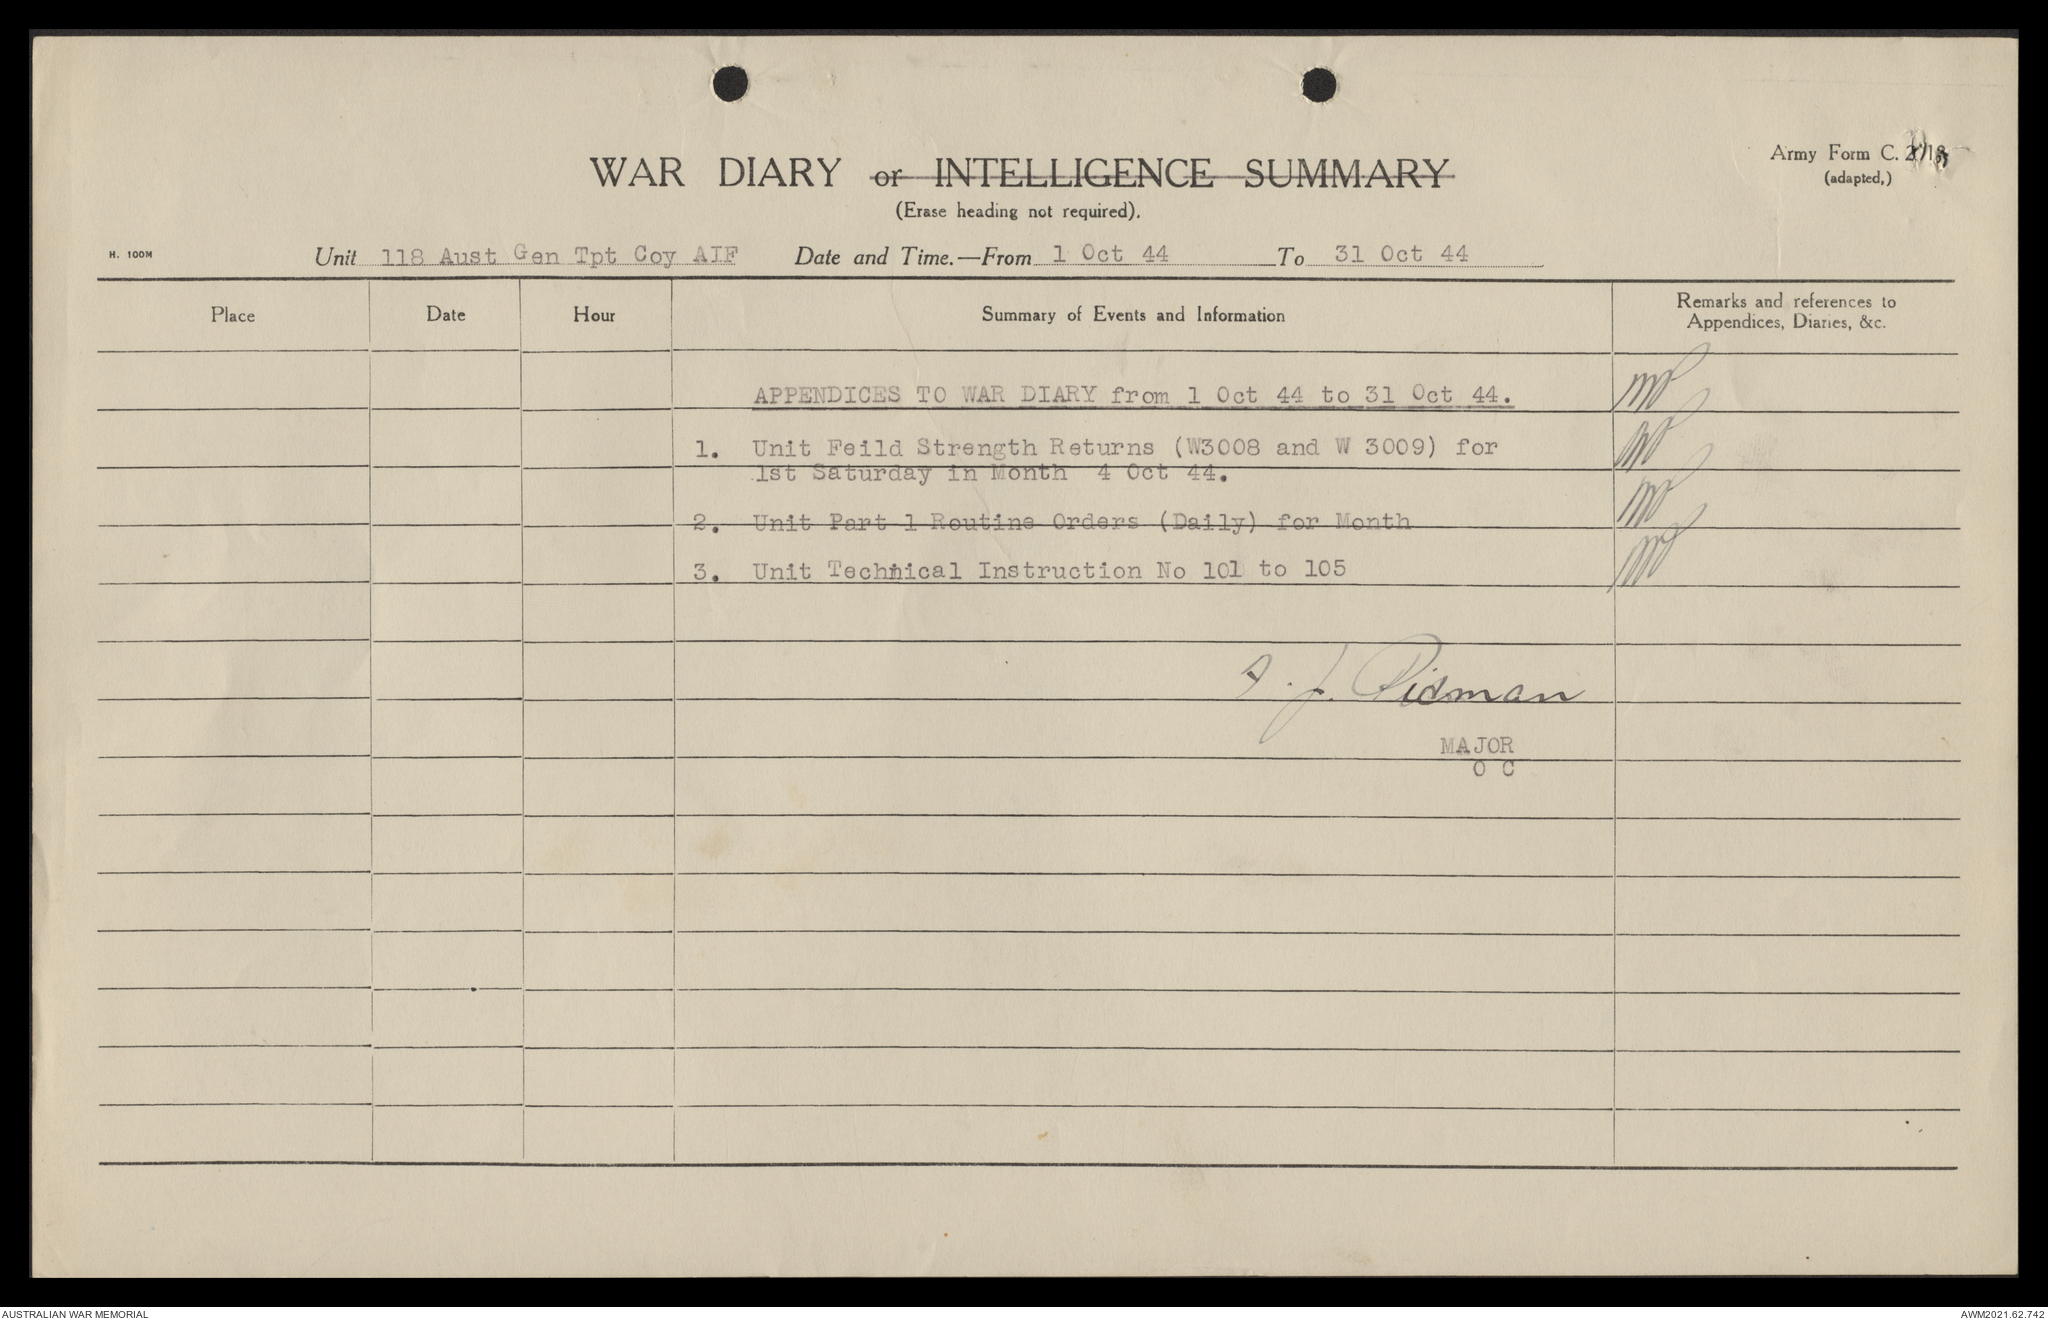 Army Form C. 2118
(adapted,)
WAR DIARY or INTELLIGENCE SUMMARY
(Erase heading not required).
H. 100M
Unit 118 Aust Gen Tpt Coy AIF Date and Time.—From 1 Oct 44 To 31 Oct 44
Place Date Hour Summary of Events and Information Remarks and references to
Appendices, Diaries, &c.
APPENDICES TO WAR DIARY from 1 Oct 44 to 31 Oct 44.
1. Unit Feild Strength Returns (W3008 and W 3009) for
1st Saturday in Month 4 Oct 44.
2. Unit Part 1 Routine Orders (Daily) for Month
3. Unit Technical Instruction No 101 to 105
MAJOR
O C
AUSTRALIAN WAR MEMORIAL
AWM2021.62.742